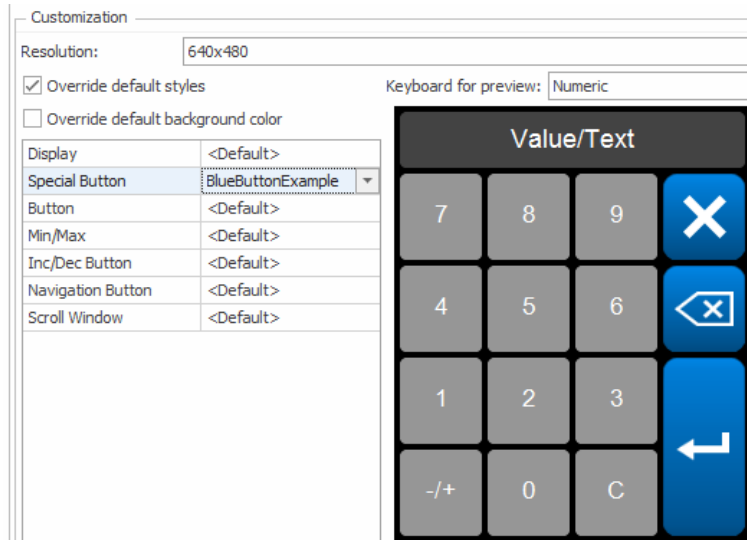 Customization
Resolution: 640x480
Override default styles
Keyboard for preview: Numeric
Override default background color
Display <Default>
Special Button BlueButtonExample
Button <Default>
Min/Max <Default>
Inc/Dec Button <Default>
Navigation Button <Default>
Scroll Window <Default>
Value/Text
7 8 9
4 5 6
1 2 3
-/+ 0 C